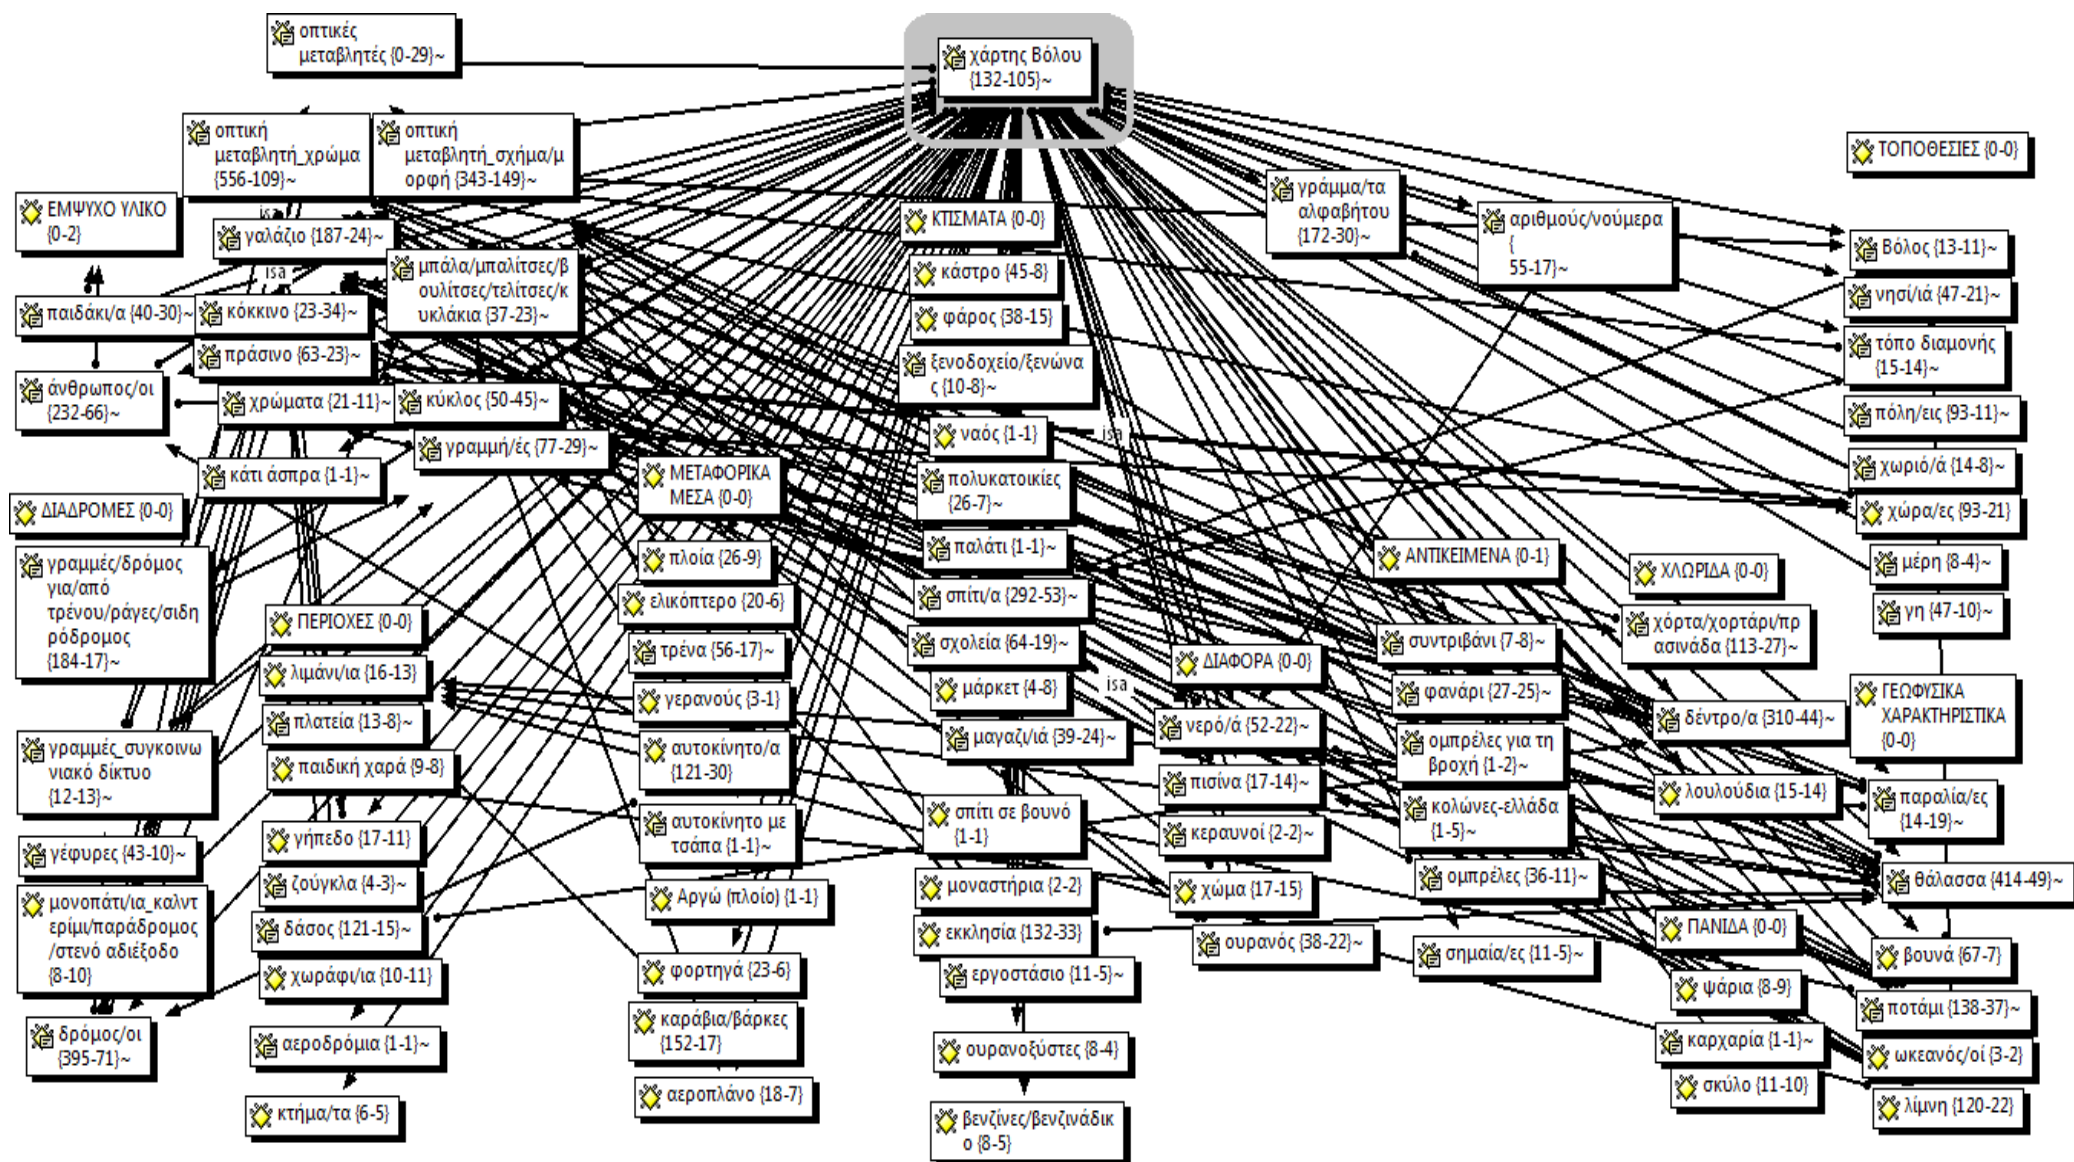 οπτικές
μεταβλητές {0-29}~
χάρτης Βόλου
{132-105}~
οπτική
μεταβλητή_χρώμα
{556-109}~
οπτική
μεταβλητή_σχήμα/μ
ορφή {343-149}~
ΤΟΠΟΘΕΣΙΕΣ {0-0}
γράμμα/τα
αλφαβήτου
{172-30}~
αριθμούς/νούμερα
{
55-17}~
ΕΜΨΥΧΟ ΥΛΙΚΟ
{0-2}
isa
γαλάζιο {187-24}~
isa
μπάλα/μπαλίτσες/β
ουλίτσες/τελίτσες/κ
υκλάκια {37-23}~
παιδάκι/α {40-30}~
κόκκινο {23-34}~
πράσινο {63-23}~
άνθρωπος/οι
{232-66}~
χρώματα {21-11}~
κύκλος {50-45}~
γραμμή/ές {77-29}~
κάτι άσπρα {1-1}~
ΚΤΙΣΜΑΤΑ {0-0}
κάστρο {45-8}
φάρος {38-15}
ξενοδοχείο/ξενώνα
ς {10-8}~
ναός {1-1}
isa
πολυκατοικίες
{26-7}~
παλάτι {1-1}~
σπίτι/α {292-53}~
σχολεία {64-19}~
μάρκετ {4-8}
isa
μαγαζι/ιά {39-24}~
σπίτι σε βουνό
{1-1}
μοναστήρια {2-2}
εκκλησία {132-33}
εργοστάσιο {11-5}~
ουρανοξύστες {8-4}
βενζίνες/βενζινάδικ
ο {8-5}
Βόλος {13-11}~
νησί/ιά {47-21}~
τόπο διαμονής
{15-14}~
πόλη/εις {93-11}~
χωριό/ά {14-8}~
χώρα/ες {93-21}
μέρη {8-4}~
γη {47-10}~
ΔΙΑΔΡΟΜΕΣ {0-0}
γραμμές/δρόμος
για/από
τρένου/ράγες/σιδη
ρόδρομος
{184-17}~
γραμμές_συγκοινω
νιακό δίκτυο
{12-13}~
γέφυρες {43-10}~
μονοπάτι/ια_καλντ
ερίμι/παράδρομος
/στενό αδιέξοδο
{8-10}
δρόμος/οι
{395-71}~
ΠΕΡΙΟΧΕΣ {0-0}
λιμάνι/ια {16-13}
πλατεία {13-8}~
παιδική χαρά {9-8}
γήπεδο {17-11}
ζούγκλα {4-3}~
δάσος {121-15}~
χωράφι/ια {10-11}
αεροδρόμια {1-1}~
κτήμα/τα {6-5}
ΜΕΤΑΦΟΡΙΚΑ
ΜΕΣΑ {0-0}
πλοία {26-9}
ελικόπτερο {20-6}
τρένα {56-17}~
γερανούς {3-1}
αυτοκίνητο/α
{121-30}
αυτοκίνητο με
τσάπα {1-1}~
Αργώ (πλοίο) {1-1}
φορτηγά {23-6}
καράβια/βάρκες
{152-17}
αεροπλάνο {18-7}
ΔΙΑΦΟΡΑ {0-0}
νερό/ά {52-22}~
πισίνα {17-14}~
κεραυνοί {2-2}~
χώμα {17-15}
ουρανός {38-22}~
ΑΝΤΙΚΕΙΜΕΝΑ {0-1}
συντριβάνι {7-8}~
φανάρι {27-25}~
ομπρέλες για τη
βροχή {1-2}~
κολώνες-ελλάδα
{1-5}~
ομπρέλες {36-11}~
σημαία/ες {11-5}~
ΧΛΩΡΙΔΑ {0-0}
χόρτα/χορτάρι/πρ
ασινάδα {113-27}~
δέντρο/α {310-44}~
λουλούδια {15-14}
ΠΑΝΙΔΑ {0-0}
ψάρια {8-9}
καρχαρία {1-1}~
σκύλο {11-10}
ΓΕΩΦΥΣΙΚΑ
ΧΑΡΑΚΤΗΡΙΣΤΙΚΑ
{0-0}
παραλία/ες
{14-19}~
θάλασσα {414-49}~
βουνά {67-7}
ποτάμι {138-37}~
ωκεανός/οί {3-2}
λίμνη {120-22}